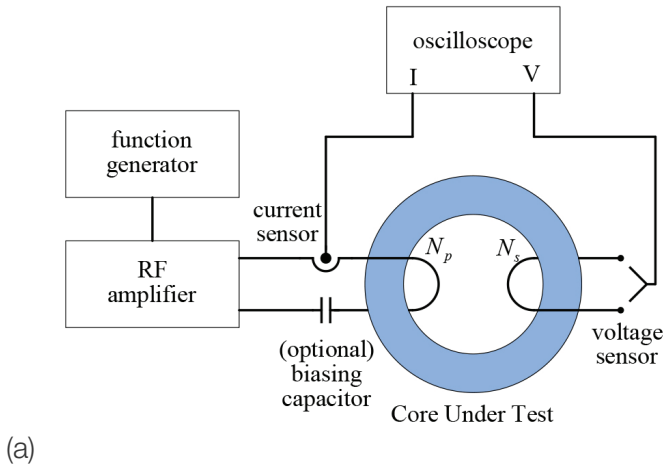 oscilloscope
I V
function
generator
current
sensor
RF
amplifier
N_p N_s
(optional)
biasing
capacitor
voltage
sensor
Core Under Test
(a)